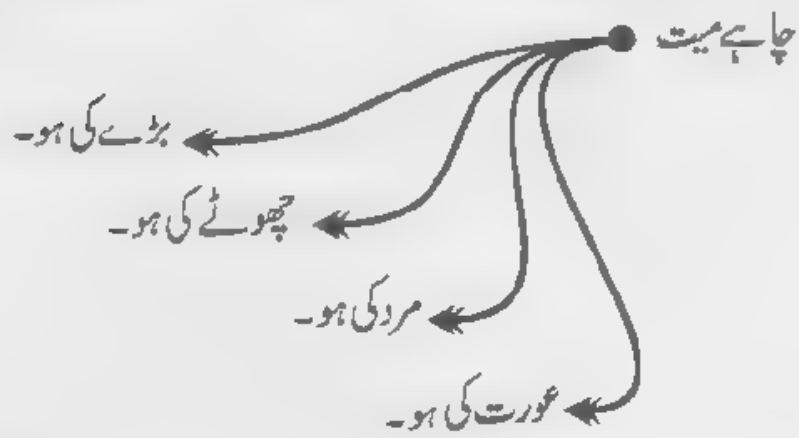 چاہے میت
بڑے کی ہو۔
چھوٹے کی ہو۔
مرد کی ہو۔
عورت کی ہو۔